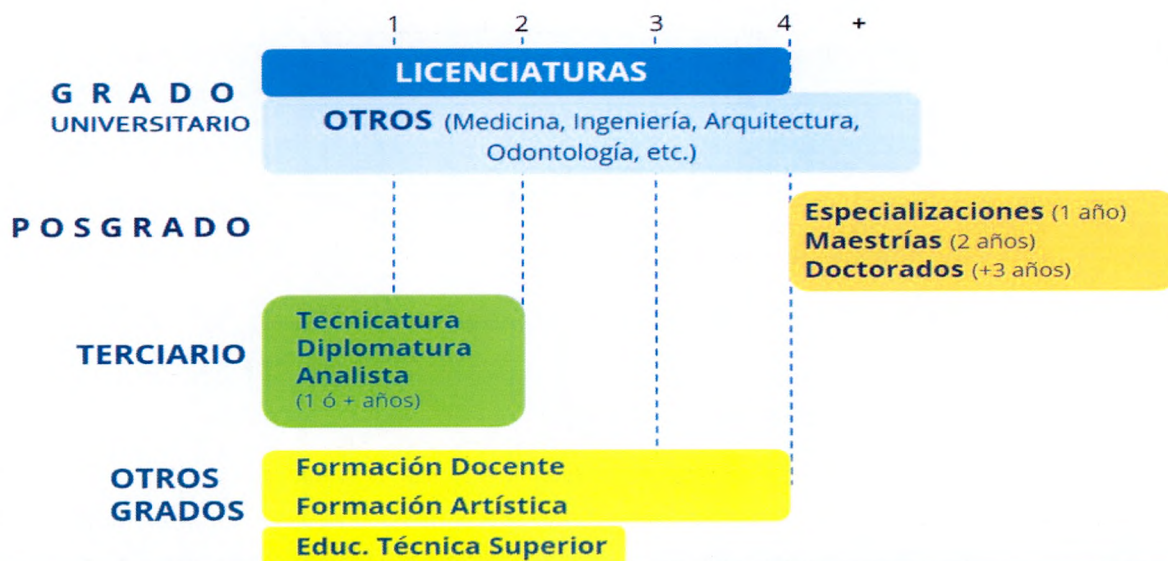 1 2 3 4 +
GRADO
UNIVERSITARIO
LICENCIATURAS
OTROS (Medicina, Ingeniería, Arquitectura,
Odontología, etc.)
POSGRADO
Especializaciones (1 año)
Maestrías (2 años)
Doctorados (+3 años)
TERCIARIO
Tecnicatura
Diplomatura
Analista
(1 ó + años)
OTROS
GRADOS
Formación Docente
Formación Artística
Educ. Técnica Superior